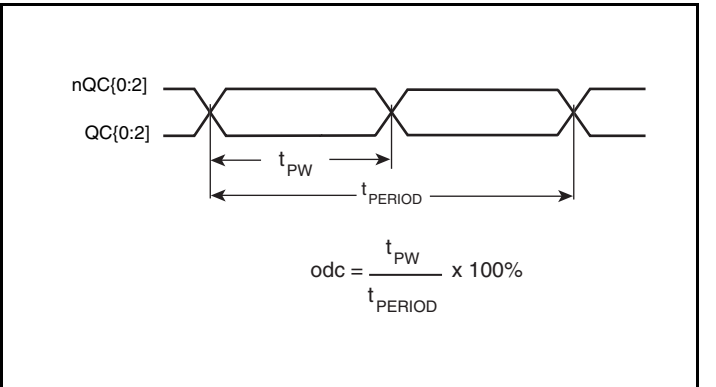 nQC{0:2]
QC{0:2]
tPW
tPERIOD
odc = tPW / tPERIOD x 100%